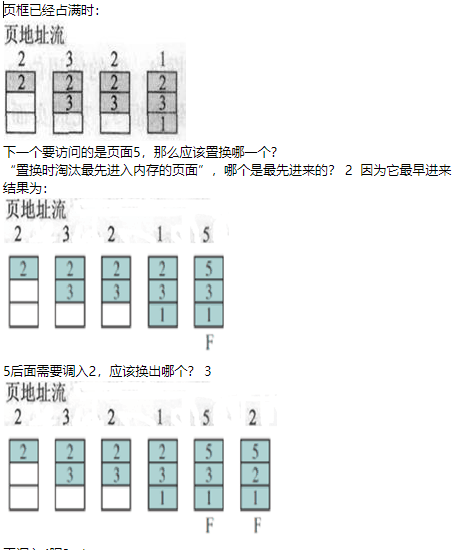 页框已经占满时：
页地址流
2 3 2 1
2 2 2 2
3 3 3
1
下一个要访问的是页面5，那么应该置换哪一个？
“置换时淘汰最先进入内存的页面”，哪个是最先进来的？ 2 因为它最早进来
结果为：
页地址流
2 3 2 1 5
2 2 2 2 5
3 3 3 3
1 1
F
5后面需要调入2，应该换出哪个？ 3
页地址流
2 3 2 1 5 2
2 2 2 2 5 5
3 3 3 3 2
1 1 1
F F